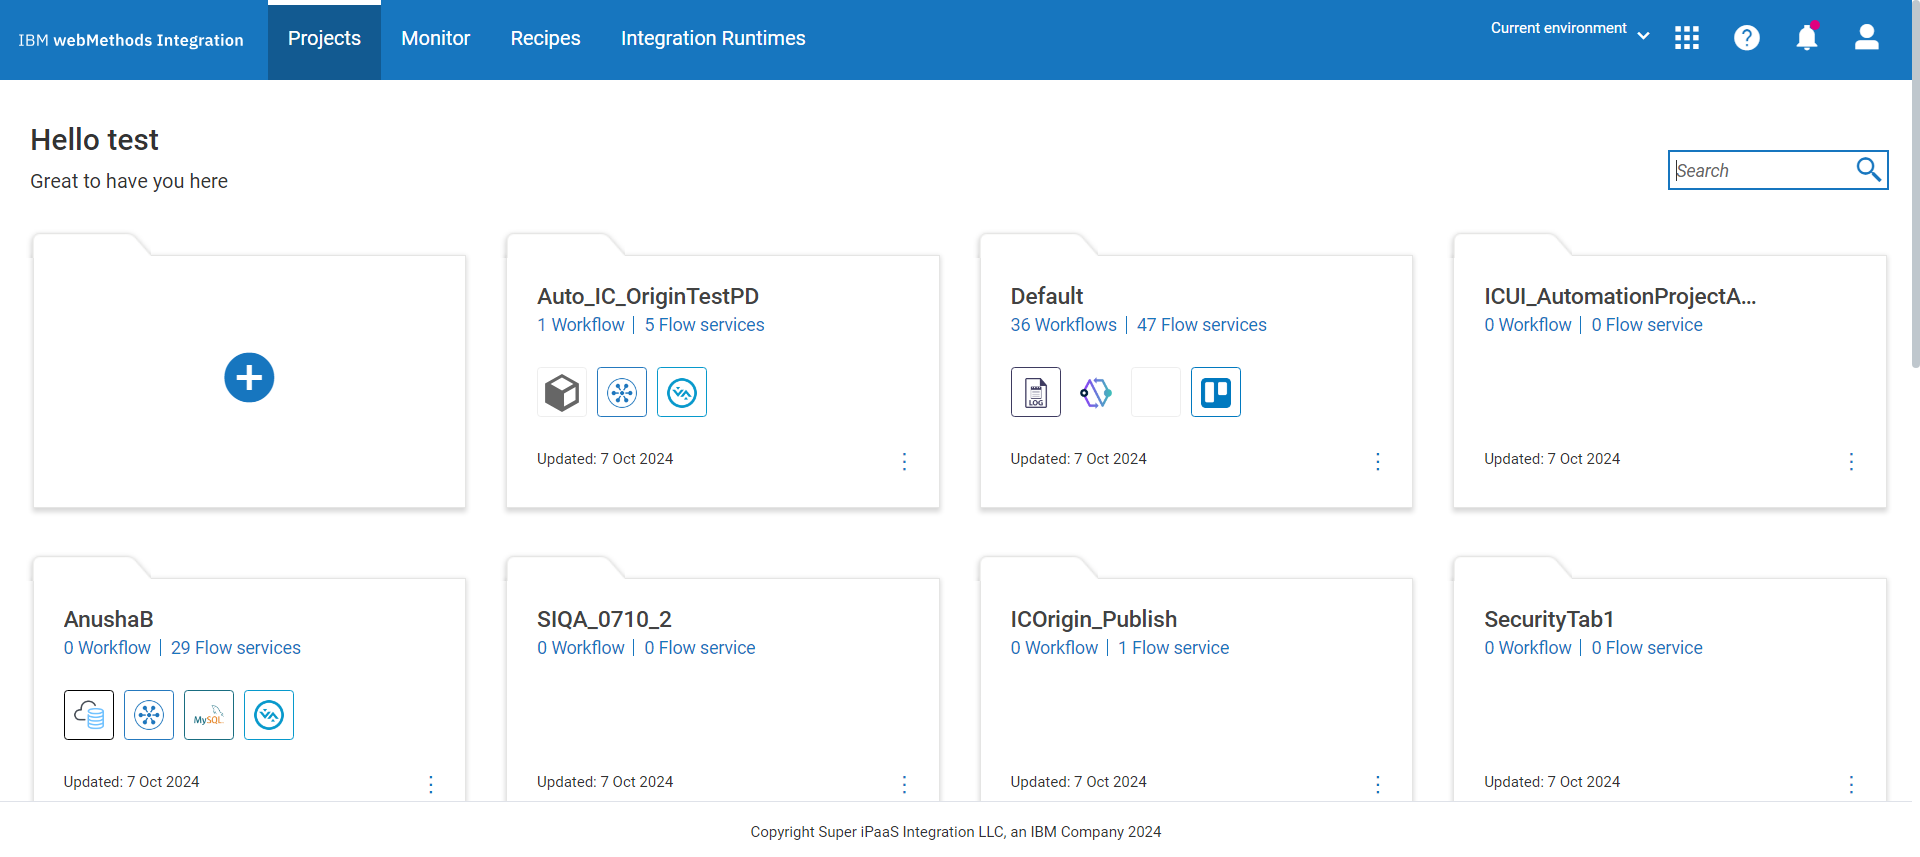 IBM webMethods Integration
Projects
Monitor
Recipes
Integration Runtimes
Current environment
?
Hello test
Great to have you here
Search
Auto_IC_OriginTestPD
1 Workflow | 5 Flow services
Updated: 7 Oct 2024
Default
36 Workflows | 47 Flow services
LOG
Updated: 7 Oct 2024
ICUI_AutomationProjectA...
0 Workflow | 0 Flow service
Updated: 7 Oct 2024
AnushaB
0 Workflow | 29 Flow services
MySQL
Updated: 7 Oct 2024
SIQA_0710_2
0 Workflow | 0 Flow service
Updated: 7 Oct 2024
ICOrigin_Publish
0 Workflow | 1 Flow service
Updated: 7 Oct 2024
SecurityTab1
0 Workflow | 0 Flow service
Updated: 7 Oct 2024
Copyright Super iPaaS Integration LLC, an IBM Company 2024